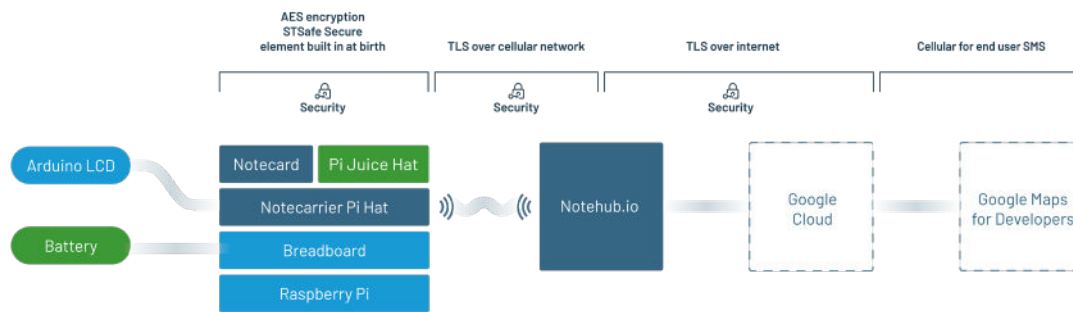 AES encryption
STSafe Secure
element built in at birth
TLS over cellular network
TLS over internet
Cellular for end user SMS
Security
Security
Security
Arduino LCD
Battery
Notecard
Pi Juice Hat
Notecarrier Pi Hat
Breadboard
Raspberry Pi
Notehub.io
Google
Cloud
Google Maps
for Developers